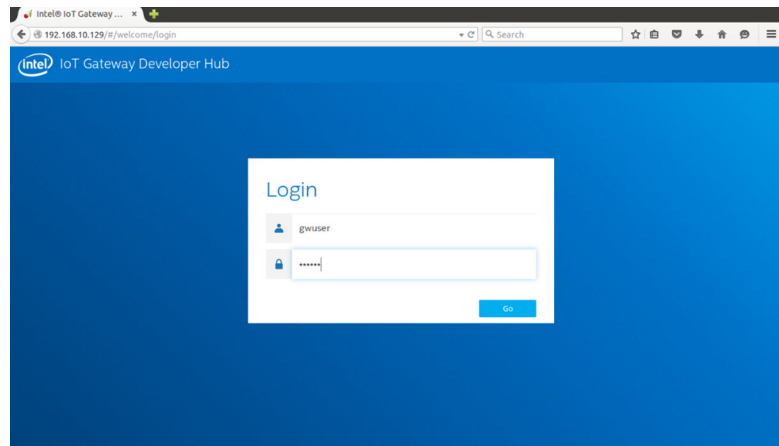 Intel® IoT Gateway ...
192.168.10.129/#/welcome/login
Search
intel IoT Gateway Developer Hub
Login
gwuser
••••••
Go